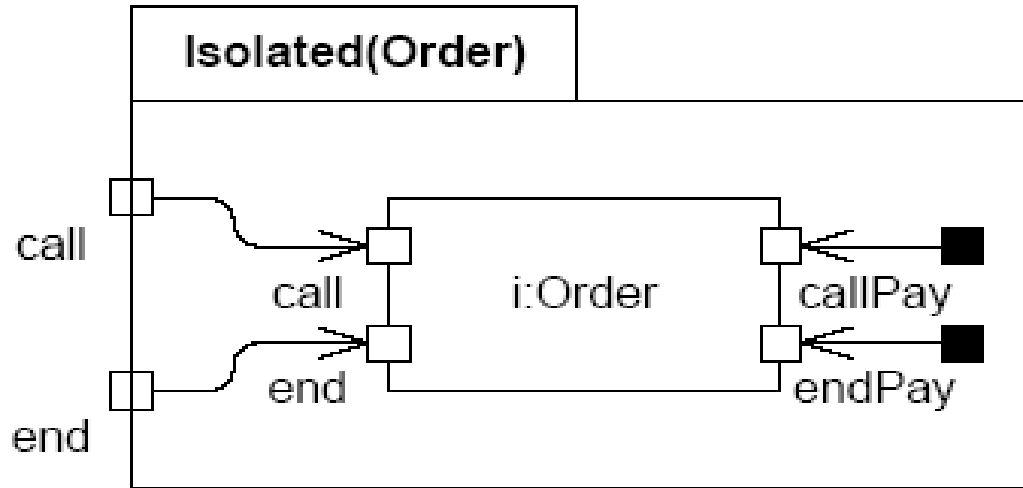 Isolated(Order)
call
call
i:Order
callPay
end
endPay
end